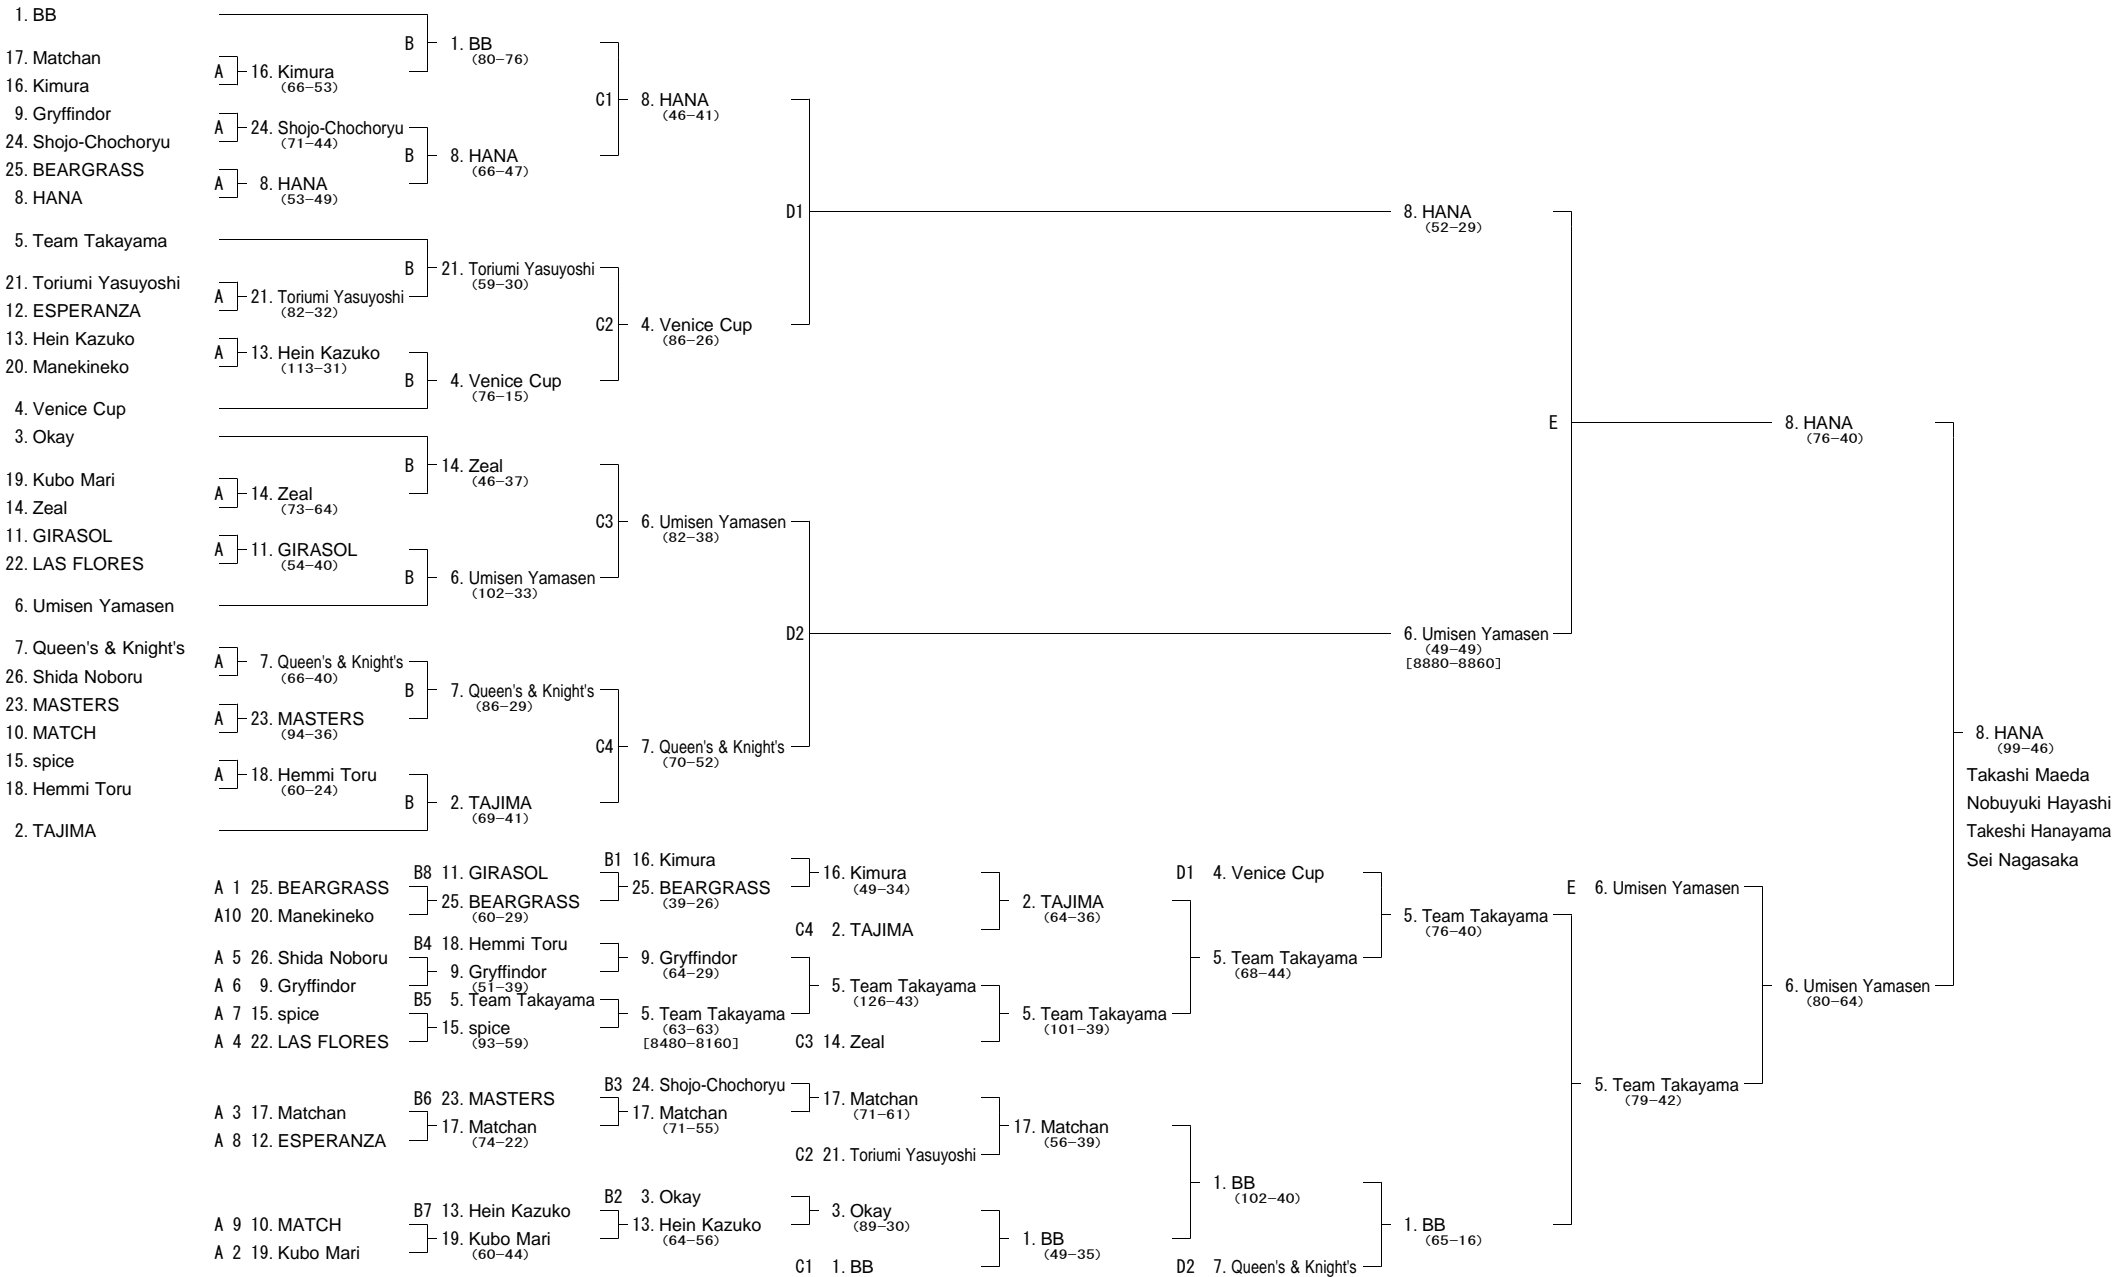 1. BB
17. Matchan
16. Kimura
9. Gryffindor
24. Shojo-Chochoryu
25. BEARGRASS
8. HANA
5. Team Takayama
21. Toriumi Yasuyoshi
12. ESPERANZA
13. Hein Kazuko
20. Manekineko
4. Venice Cup
3. Okay
19. Kubo Mari
14. Zeal
11. GIRASOL
22. LAS FLORES
6. Umisen Yamasen
7. Queen's & Knight's
26. Shida Noboru
23. MASTERS
10. MATCH
15. spice
18. Hemmi Toru
2. TAJIMA
A 16. Kimura
(66-53)
A 24. Shojo-Chochoryu
(71-44)
A 8. HANA
(53-49)
A 21. Toriumi Yasuyoshi
(82-32)
A 13. Hein Kazuko
(113-31)
A 14. Zeal
(73-64)
A 11. GIRASOL
(54-40)
A 7. Queen's & Knight's
(66-40)
A 23. MASTERS
(94-36)
A 18. Hemmi Toru
(60-24)
B 1. BB
(80-76)
B 8. HANA
(66-47)
B 21. Toriumi Yasuyoshi
(59-30)
B 4. Venice Cup
(76-15)
B 14. Zeal
(46-37)
B 6. Umisen Yamasen
(102-33)
B 7. Queen's & Knight's
(86-29)
B 2. TAJIMA
(69-41)
C1 8. HANA
(46-41)
C2 4. Venice Cup
(86-26)
C3 6. Umisen Yamasen
(82-38)
C4 7. Queen's & Knight's
(70-52)
D1 8. HANA
(52-29)
D2 6. Umisen Yamasen
(49-49)
[8880-8860]
E 8. HANA
(76-40)
8. HANA
(99-46)
Takashi Maeda
Nobuyuki Hayashi
Takeshi Hanayama
Sei Nagasaka
A 1 25. BEARGRASS
A10 20. Manekineko
A 5 26. Shida Noboru
A 6 9. Gryffindor
A 7 15. spice
A 4 22. LAS FLORES
A 3 17. Matchan
A 8 12. ESPERANZA
A 9 10. MATCH
A 2 19. Kubo Mari
B8 11. GIRASOL
25. BEARGRASS
(60-29)
B4 18. Hemmi Toru
9. Gryffindor
(51-39)
B5 5. Team Takayama
15. spice
(93-59)
B6 23. MASTERS
17. Matchan
(74-22)
B7 13. Hein Kazuko
19. Kubo Mari
(60-44)
B1 16. Kimura
25. BEARGRASS
(39-26)
9. Gryffindor
(64-29)
5. Team Takayama
(63-63)
[8480-8160]
B3 24. Shojo-Chochoryu
17. Matchan
(71-55)
B2 3. Okay
13. Hein Kazuko
(64-56)
16. Kimura
(49-34)
C4 2. TAJIMA
5. Team Takayama
(126-43)
C3 14. Zeal
17. Matchan
(71-61)
C2 21. Toriumi Yasuyoshi
3. Okay
(89-30)
C1 1. BB
2. TAJIMA
(64-36)
5. Team Takayama
(101-39)
17. Matchan
(56-39)
1. BB
(49-35)
D1 4. Venice Cup
5. Team Takayama
(68-44)
1. BB
(102-40)
D2 7. Queen's & Knight's
5. Team Takayama
(76-40)
1. BB
(65-16)
E 6. Umisen Yamasen
5. Team Takayama
(79-42)
6. Umisen Yamasen
(80-64)